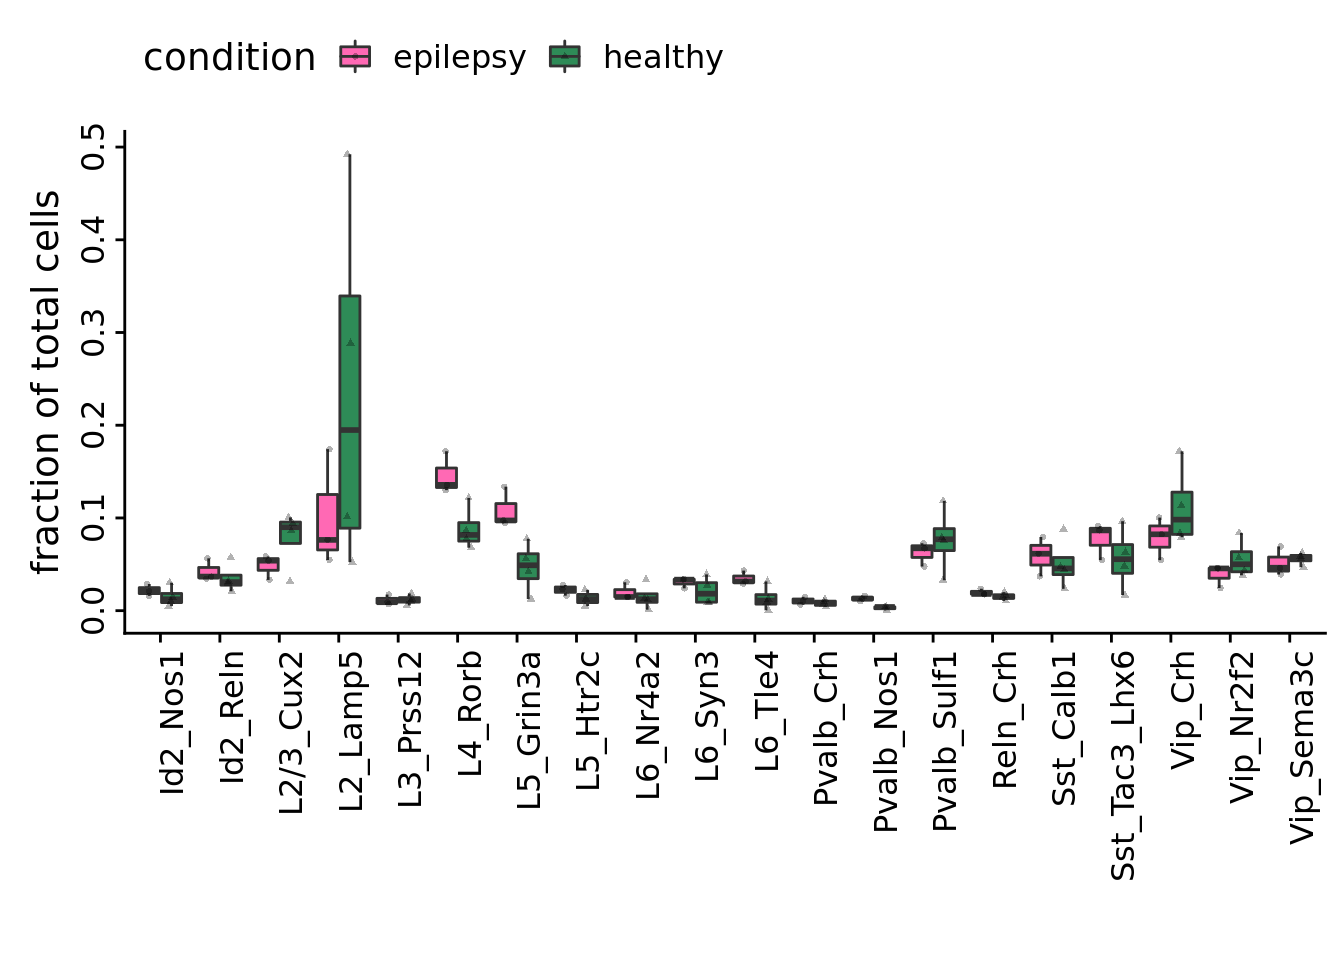 condition epilepsy healthy
fraction of total cells
0.5
0.4
0.3
0.2
0.1
0.0
Id2_Nos1
Id2_Reln
L2/3_Cux2
L2_Lamp5
L3_Prss12
L4_Rorb
L5_Grin3a
L5_Htr2c
L6_Nr4a2
L6_Syn3
L6_Tle4
Pvalb_Crh
Pvalb_Nos1
Pvalb_Sulf1
Reln_Crh
Sst_Calb1
Sst_Tac3_Lhx6
Vip_Crh
Vip_Nr2f2
Vip_Sema3c